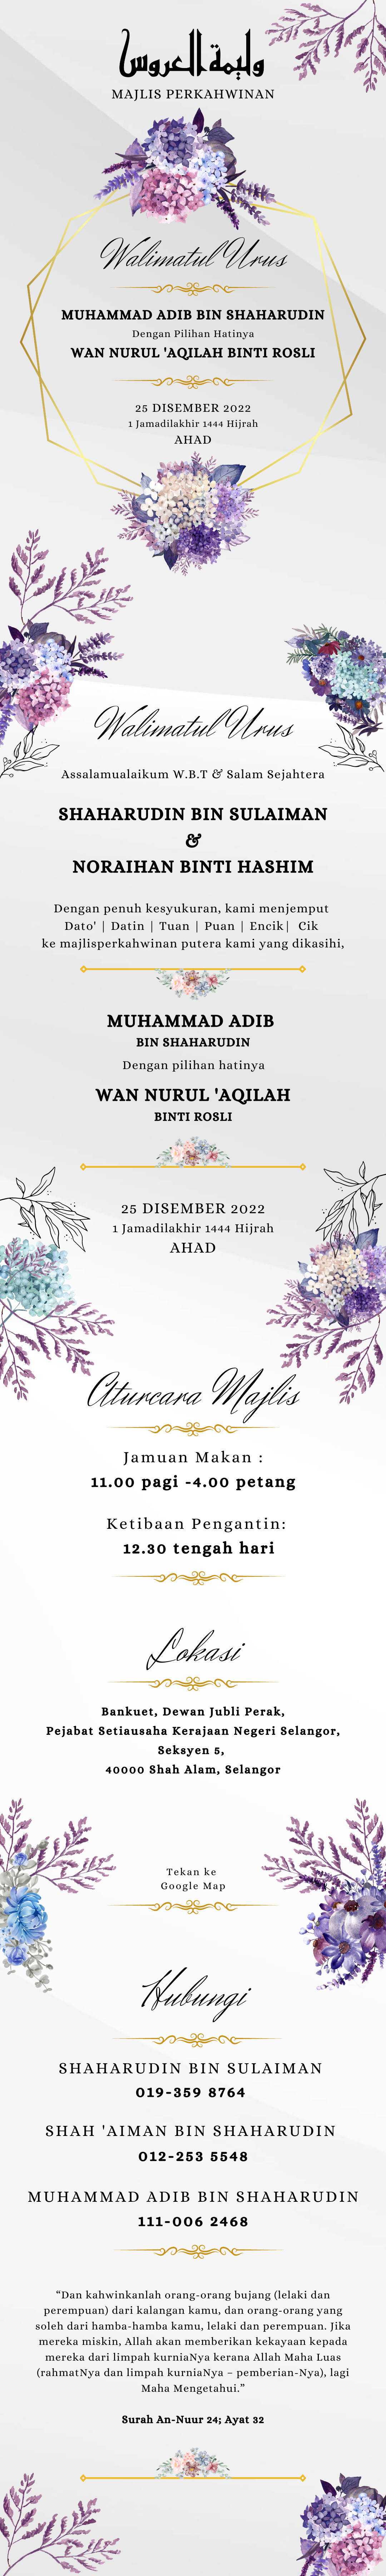 وليمة العروس
MAJLIS PERKAHWINAN
Walimatul Urus
MUHAMMAD ADIB BIN SHAHARUDIN
Dengan Pilihan Hatinya
WAN NURUL 'AQILAH BINTI ROSLI
25 DISEMBER 2022
1 Jamadilakhir 1444 Hijrah
AHAD
Walimatul Urus
Assalamualaikum W.B.T & Salam Sejahtera
SHAHARUDIN BIN SULAIMAN
&
NORAIHAN BINTI HASHIM
Dengan penuh kesyukuran, kami menjemput
Dato' | Datin | Tuan | Puan | Encik| Cik
ke majlisperkahwinan putera kami yang dikasihi,
MUHAMMAD ADIB
BIN SHAHARUDIN
Dengan pilihan hatinya
WAN NURUL 'AQILAH
BINTI ROSLI
25 DISEMBER 2022
1 Jamadilakhir 1444 Hijrah
AHAD
Aturcara Majlis
Jamuan Makan :
11.00 pagi -4.00 petang
Ketibaan Pengantin:
12.30 tengah hari
Lokasi
Bankuet, Dewan Jubli Perak,
Pejabat Setiausaha Kerajaan Negeri Selangor,
Seksyen 5,
40000 Shah Alam, Selangor
Tekan ke
Google Map
Hubungi
SHAHARUDIN BIN SULAIMAN
019-359 8764
SHAH 'AIMAN BIN SHAHARUDIN
012-253 5548
MUHAMMAD ADIB BIN SHAHARUDIN
111-006 2468
“Dan kahwinkanlah orang-orang bujang (lelaki dan
perempuan) dari kalangan kamu, dan orang-orang yang
soleh dari hamba-hamba kamu, lelaki dan perempuan. Jika
mereka miskin, Allah akan memberikan kekayaan kepada
mereka dari limpah kurniaNya kerana Allah Maha Luas
(rahmatNya dan limpah kurniaNya – pemberian-Nya), lagi
Maha Mengetahui.”
Surah An-Nuur 24; Ayat 32